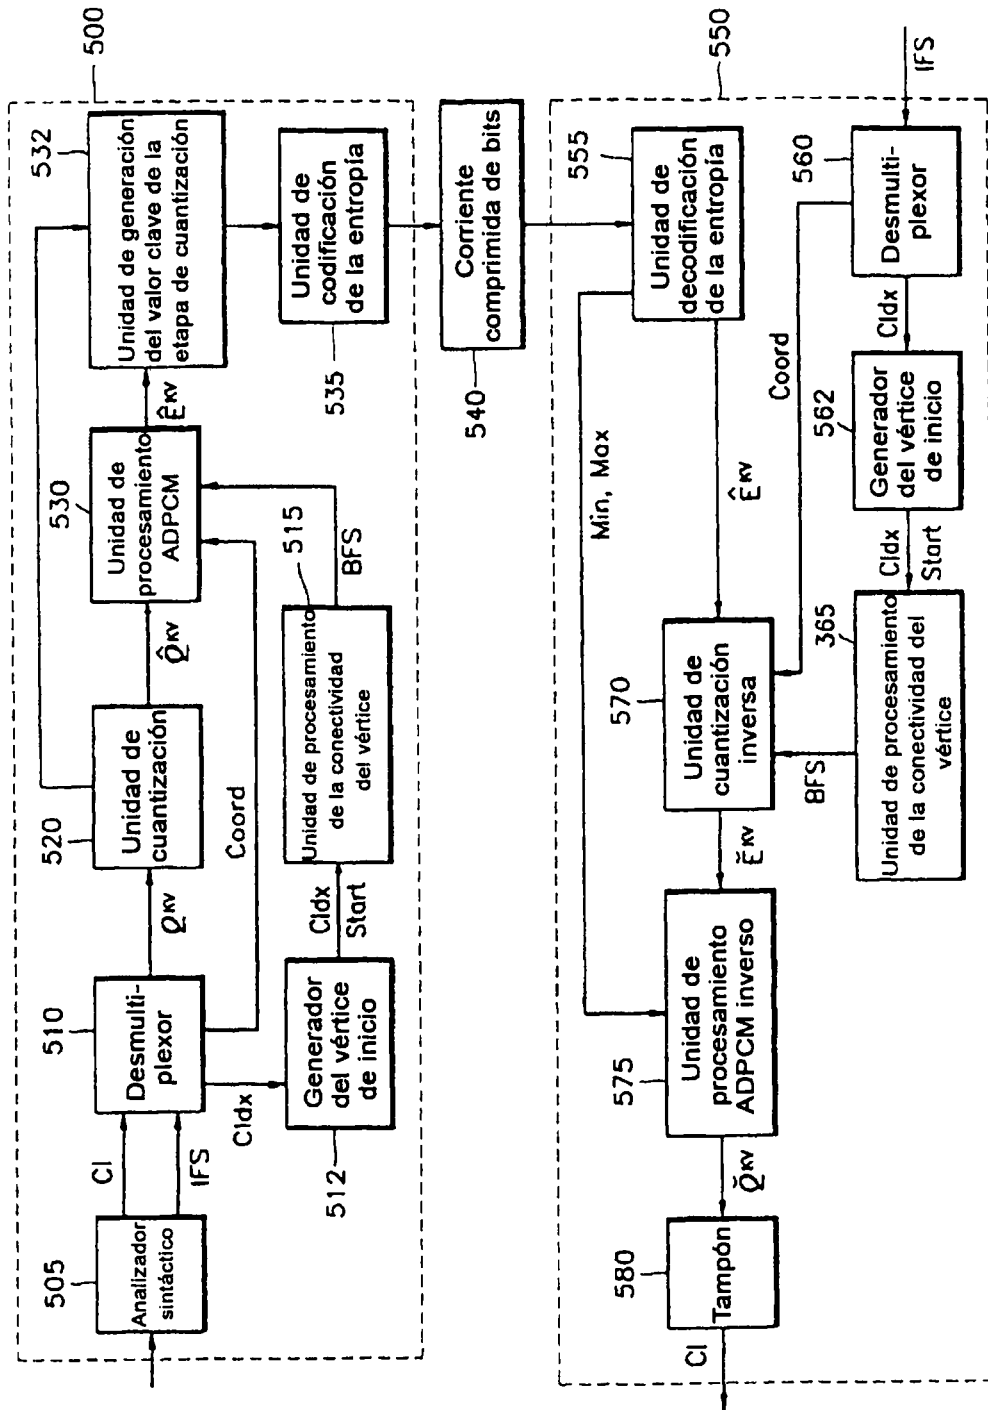 500
505
Analizador
sintáctico
CI
IFS
510
Desmulti-
plexor
Q^KV
520
Unidad de
cuantización
Q̂^KV
530
Unidad de
procesamiento
ADPCM
Ê^KV
532
Unidad de generación
del valor clave de la
etapa de cuantización
CIdx
Coord
512
Generador
del vértice
de inicio
CIdx
Start
515
Unidad de procesamiento
de la conectividad
del vértice
BFS
535
Unidad de
codificación
de la entropía
540
Corriente
comprimida de bits
550
555
Unidad de
decodificación
de la entropía
Min, Max
Ê^KV
Coord
IFS
560
Desmulti-
plexor
CIdx
562
Generador
del vértice
de inicio
CIdx
Start
365
Unidad de procesamiento
de la conectividad del
vértice
BFS
570
Unidad de
cuantización
inversa
Ĕ^KV
575
Unidad de
procesamiento
ADPCM inverso
Q̆^KV
580
Tampón
CI